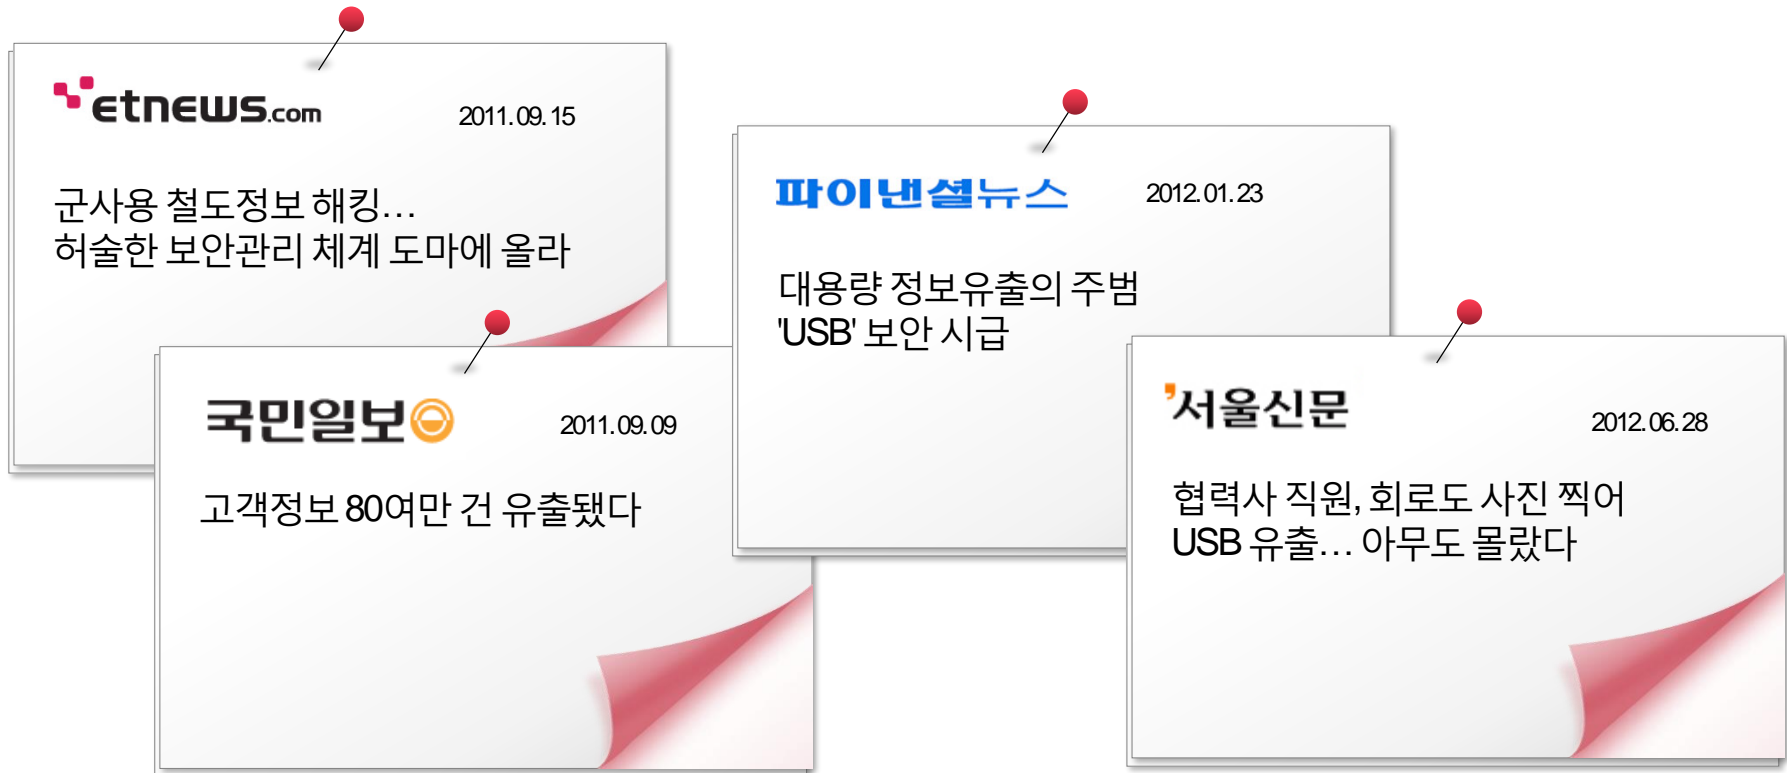 etnews.com
2011.09.15
군사용 철도정보 해킹...
허술한 보안관리 체계 도마에 올라
국민일보
2011.09.09
고객정보 80여만 건 유출됐다
파이낸셜뉴스
2012.01.23
대용량 정보유출의 주범
'USB' 보안 시급
서울신문
2012.06.28
협력사 직원, 회로도 사진 찍어
USB 유출... 아무도 몰랐다